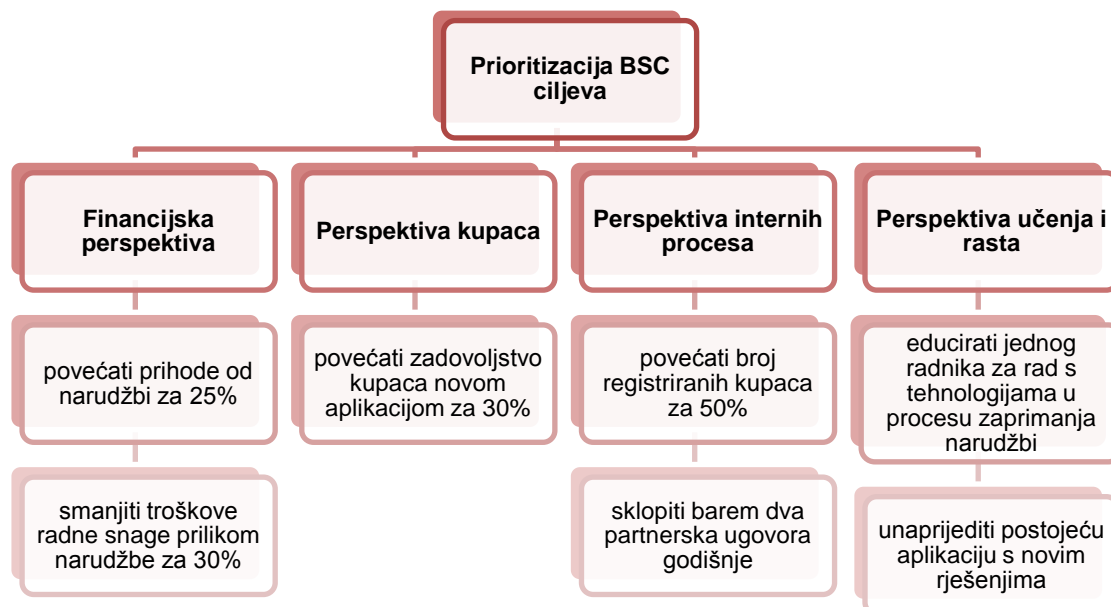 Prioritizacija BSC
ciljeva
Financijska
perspektiva
Perspektiva kupaca
Perspektiva internih
procesa
Perspektiva učenja i
rasta
povećati prihode od
narudžbi za 25%
povećati zadovoljstvo
kupaca novom
aplikacijom za 30%
povećati broj
registriranih kupaca
za 50%
educirati jednog
radnika za rad s
tehnologijama u
procesu zaprimanja
narudžbi
smanjiti troškove
radne snage prilikom
narudžbe za 30%
sklopiti barem dva
partnerska ugovora
godišnje
unaprijediti postojeću
aplikaciju s novim
rješenjima